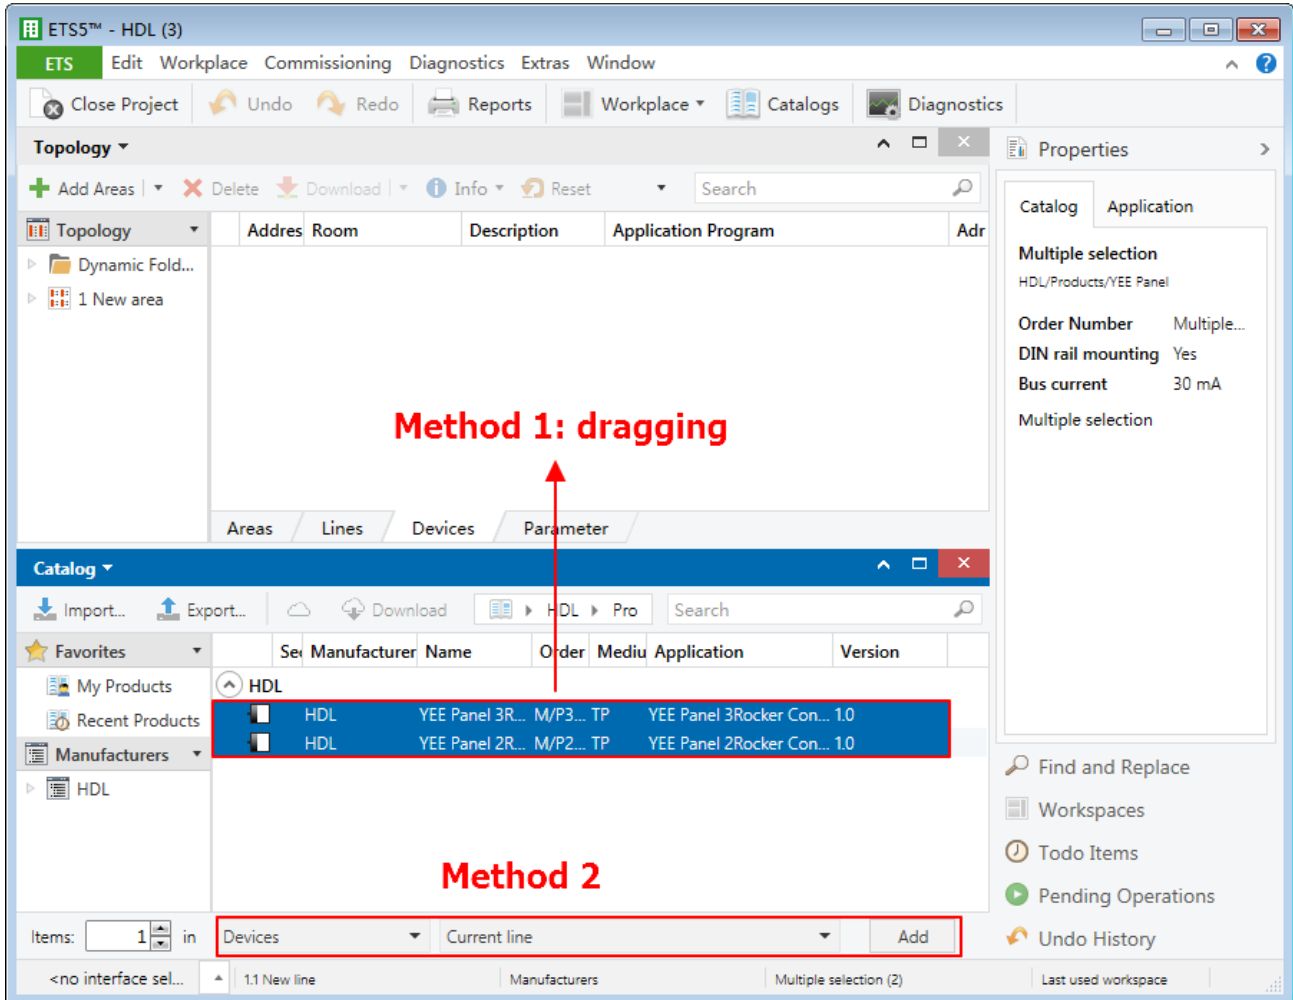 ETS5™ - HDL (3)
ETS Edit Workplace Commissioning Diagnostics Extras Window
Close Project Undo Redo Reports Workplace Catalogs Diagnostics
Topology
Add Areas Delete Download Info Reset Search
Topology Addres Room Description Application Program Adr
Dynamic Fold...
1 New area
Method 1: dragging
Areas Lines Devices Parameter
Catalog
Import... Export... Download HDL Pro Search
Favorites Sec Manufacturer Name Order Mediu Application Version
My Products HDL
Recent Products HDL YEE Panel 3R... M/P3... TP YEE Panel 3Rocker Con... 1.0
Manufacturers HDL YEE Panel 2R... M/P2... TP YEE Panel 2Rocker Con... 1.0
HDL
Method 2
Items: 1 in Devices Current line Add
<no interface sel... 1.1 New line Manufacturers Multiple selection (2) Last used workspace
Properties
Catalog Application
Multiple selection
HDL/Products/YEE Panel
Order Number Multiple...
DIN rail mounting Yes
Bus current 30 mA
Multiple selection
Find and Replace
Workspaces
Todo Items
Pending Operations
Undo History